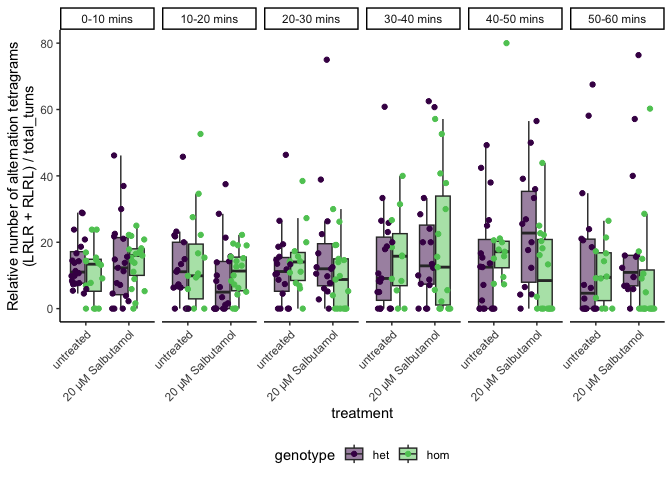 0-10 mins 10-20 mins 20-30 mins 30-40 mins 40-50 mins 50-60 mins
Relative number of alternation tetragrams
(LRLR + RLRL) / total_turns
80
60
40
20
0
untreated 20 µM Salbutamol untreated 20 µM Salbutamol untreated 20 µM Salbutamol untreated 20 µM Salbutamol untreated 20 µM Salbutamol untreated 20 µM Salbutamol
treatment
genotype het hom